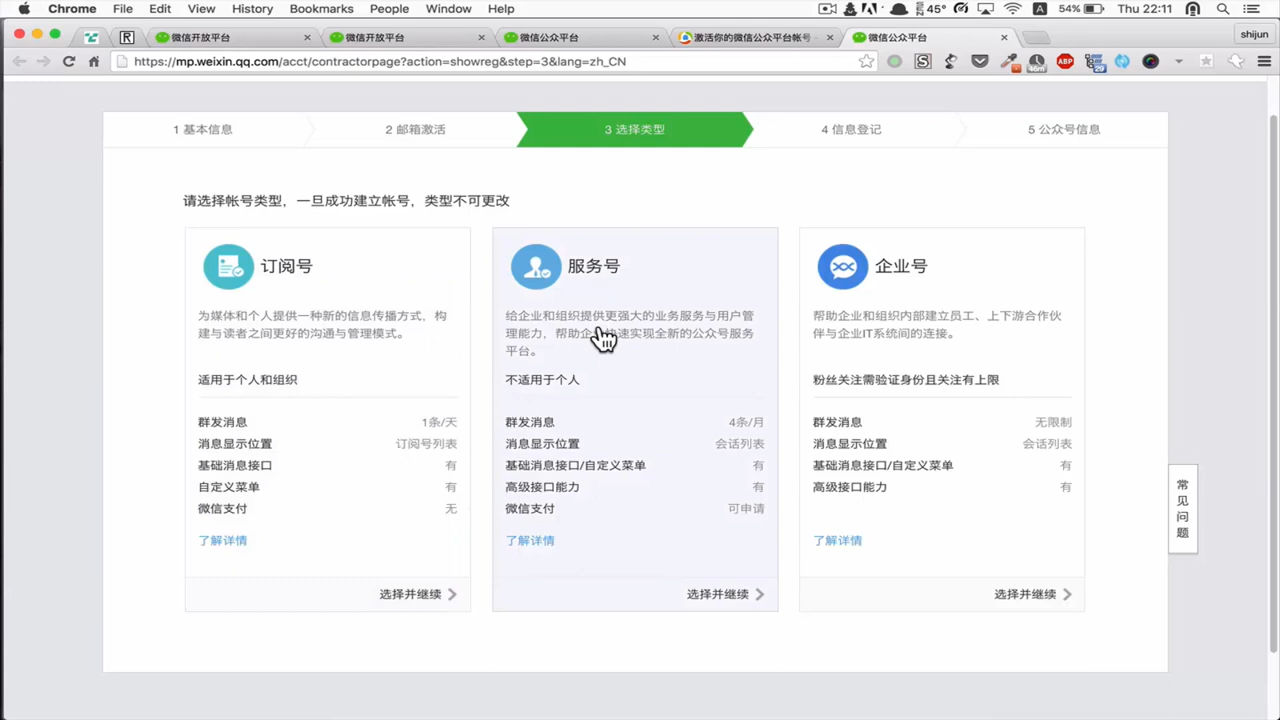 Chrome File Edit View History Bookmarks People Window Help 45° 54% Thu 22:11
微信开放平台 微信开放平台 微信公众平台 激活你的微信公众平台帐号 - 微信公众平台 shijun
https://mp.weixin.qq.com/acct/contractorpage?action=showreg&step=3&lang=zh_CN
1 基本信息 2 邮箱激活 3 选择类型 4 信息登记 5 公众号信息
请选择帐号类型，一旦成功建立帐号，类型不可更改
订阅号
为媒体和个人提供一种新的信息传播方式，构
建与读者之间更好的沟通与管理模式。
适用于个人和组织
群发消息 1条/天
消息显示位置 订阅号列表
基础消息接口 有
自定义菜单 有
微信支付 无
了解详情
选择并继续
服务号
给企业和组织提供更强大的业务服务与用户管
理能力，帮助企 快速实现全新的公众号服务
平台。
不适用于个人
群发消息 4条/月
消息显示位置 会话列表
基础消息接口/自定义菜单 有
高级接口能力 有
微信支付 可申请
了解详情
选择并继续
企业号
帮助企业和组织内部建立员工、上下游合作伙
伴与企业IT系统间的连接。
粉丝关注需验证身份且关注有上限
群发消息 无限制
消息显示位置 会话列表
基础消息接口/自定义菜单 有
高级接口能力 有
了解详情
选择并继续
常
见
问
题